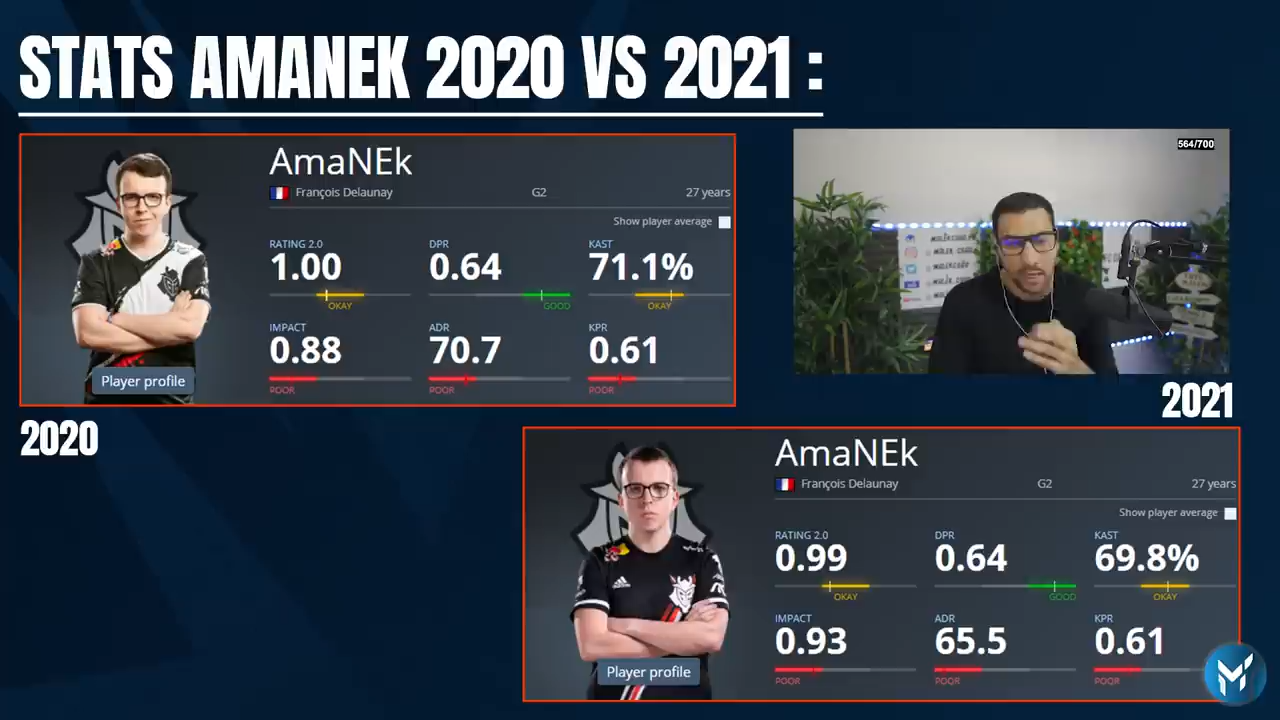 STATS AMANEK 2020 VS 2021 :
AmaNEk
François Delaunay G2 27 years
Show player average
RATING 2.0 DPR KAST
1.00 0.64 71.1%
OKAY GOOD OKAY
IMPACT ADR KPR
0.88 70.7 0.61
POOR POOR POOR
Player profile
2020
564/700
2021
AmaNEk
François Delaunay G2 27 years
Show player average
RATING 2.0 DPR KAST
0.99 0.64 69.8%
OKAY GOOD OKAY
IMPACT ADR KPR
0.93 65.5 0.61
POOR POOR POOR
Player profile